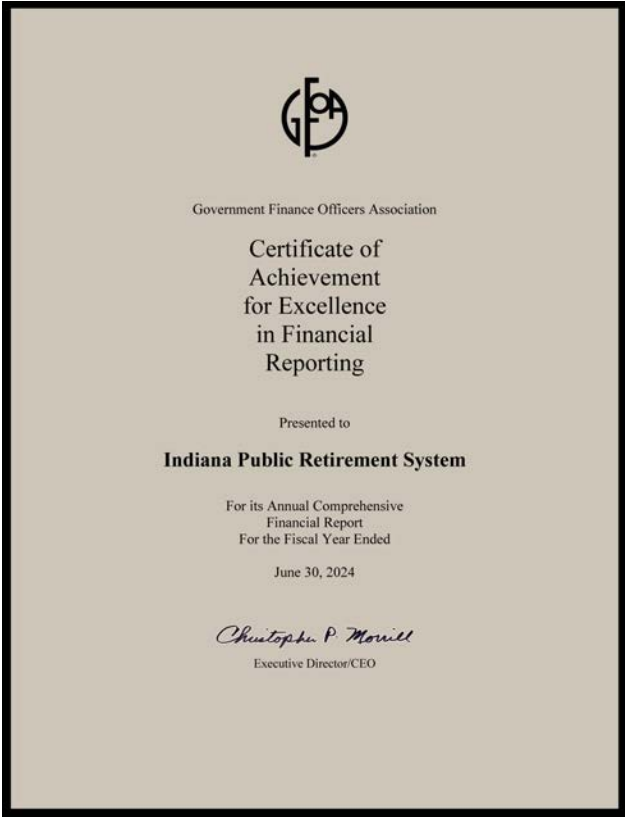 GFOA
Government Finance Officers Association
Certificate of
Achievement
for Excellence
in Financial
Reporting
Presented to
Indiana Public Retirement System
For its Annual Comprehensive
Financial Report
For the Fiscal Year Ended
June 30, 2024
Christopher P. Morrill
Executive Director/CEO